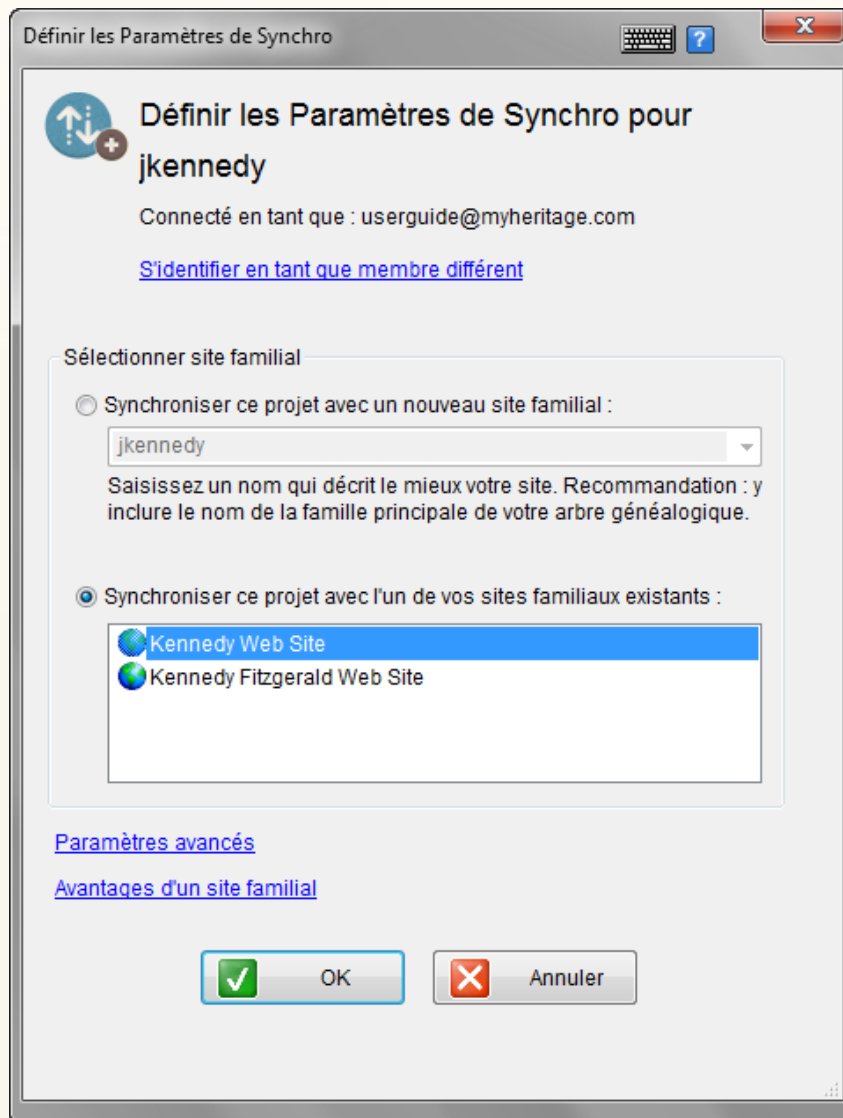 Définir les Paramètres de Synchro
Définir les Paramètres de Synchro pour
jkennedy
Connecté en tant que : userguide@myheritage.com
S'identifier en tant que membre différent
Sélectionner site familial
Synchroniser ce projet avec un nouveau site familial :
jkennedy
Saisissez un nom qui décrit le mieux votre site. Recommandation : y
inclure le nom de la famille principale de votre arbre généalogique.
Synchroniser ce projet avec l'un de vos sites familiaux existants :
Kennedy Web Site
Kennedy Fitzgerald Web Site
Paramètres avancés
Avantages d'un site familial
OK
Annuler